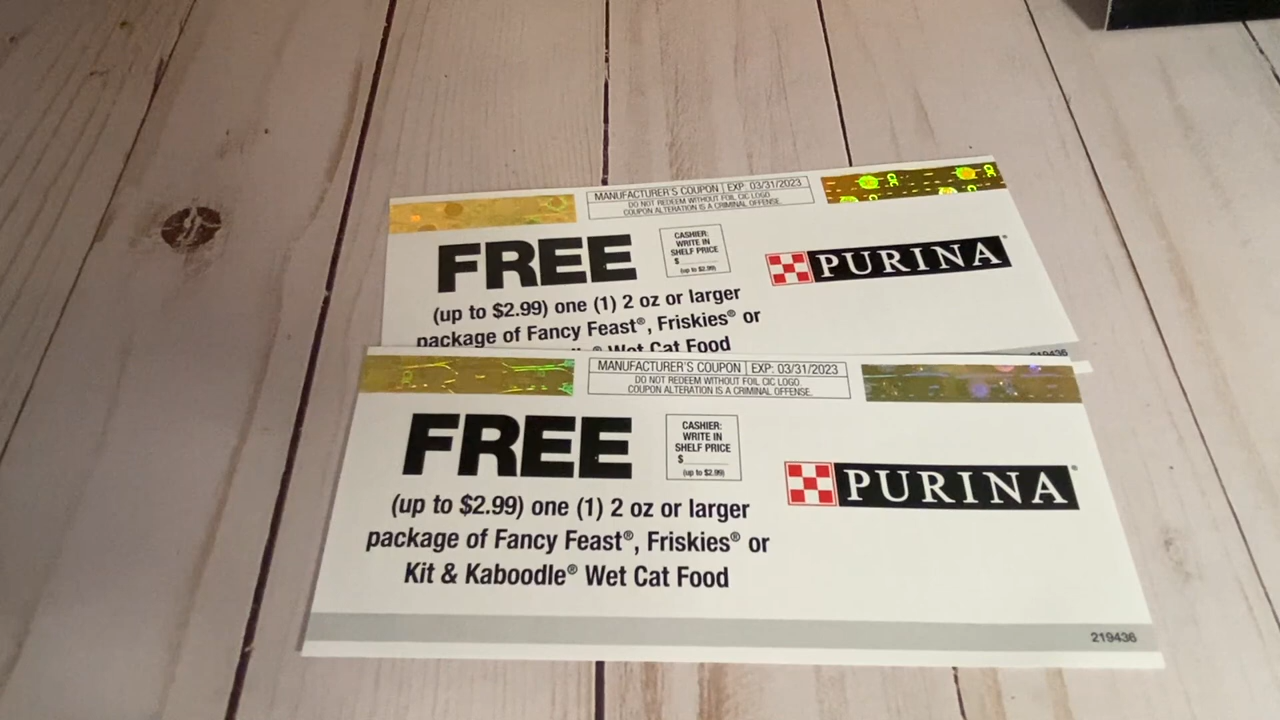 MANUFACTURER'S COUPON | EXP: 03/31/2023
DO NOT REDEEM WITHOUT FOIL CIC LOGO.
COUPON ALTERATION IS A CRIMINAL OFFENSE.
FREE
CASHIER:
WRITE IN
SHELF PRICE
$
(up to $2.99)
PURINA
(up to $2.99) one (1) 2 oz or larger
package of Fancy Feast®, Friskies® or
® Wet Cat Food
219436
MANUFACTURER'S COUPON | EXP: 03/31/2023
DO NOT REDEEM WITHOUT FOIL CIC LOGO.
COUPON ALTERATION IS A CRIMINAL OFFENSE.
FREE
CASHIER:
WRITE IN
SHELF PRICE
$
(up to $2.99)
PURINA®
(up to $2.99) one (1) 2 oz or larger
package of Fancy Feast®, Friskies® or
Kit & Kaboodle® Wet Cat Food
219436